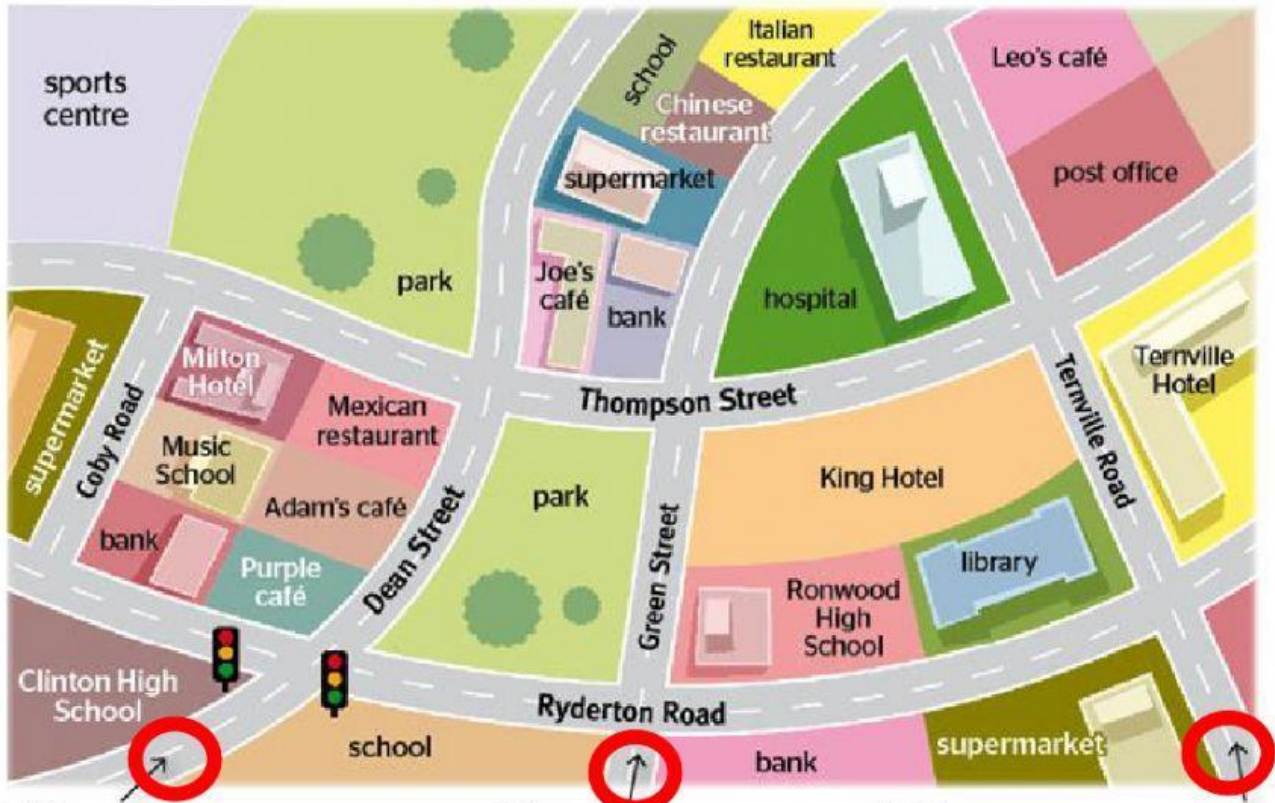 sports
centre
school
Italian
restaurant
Chinese
restaurant
Leo's café
supermarket
post office
park
Joe's
café
bank
hospital
supermarket
Coby Road
Milton
Hotel
Mexican
restaurant
Music
School
Adam's café
bank
Purple
café
Dean Street
Thompson Street
park
Green Street
King Hotel
Ternville Road
Ternville
Hotel
library
Ronwood
High
School
Clinton High
School
school
Ryderton Road
bank
supermarket